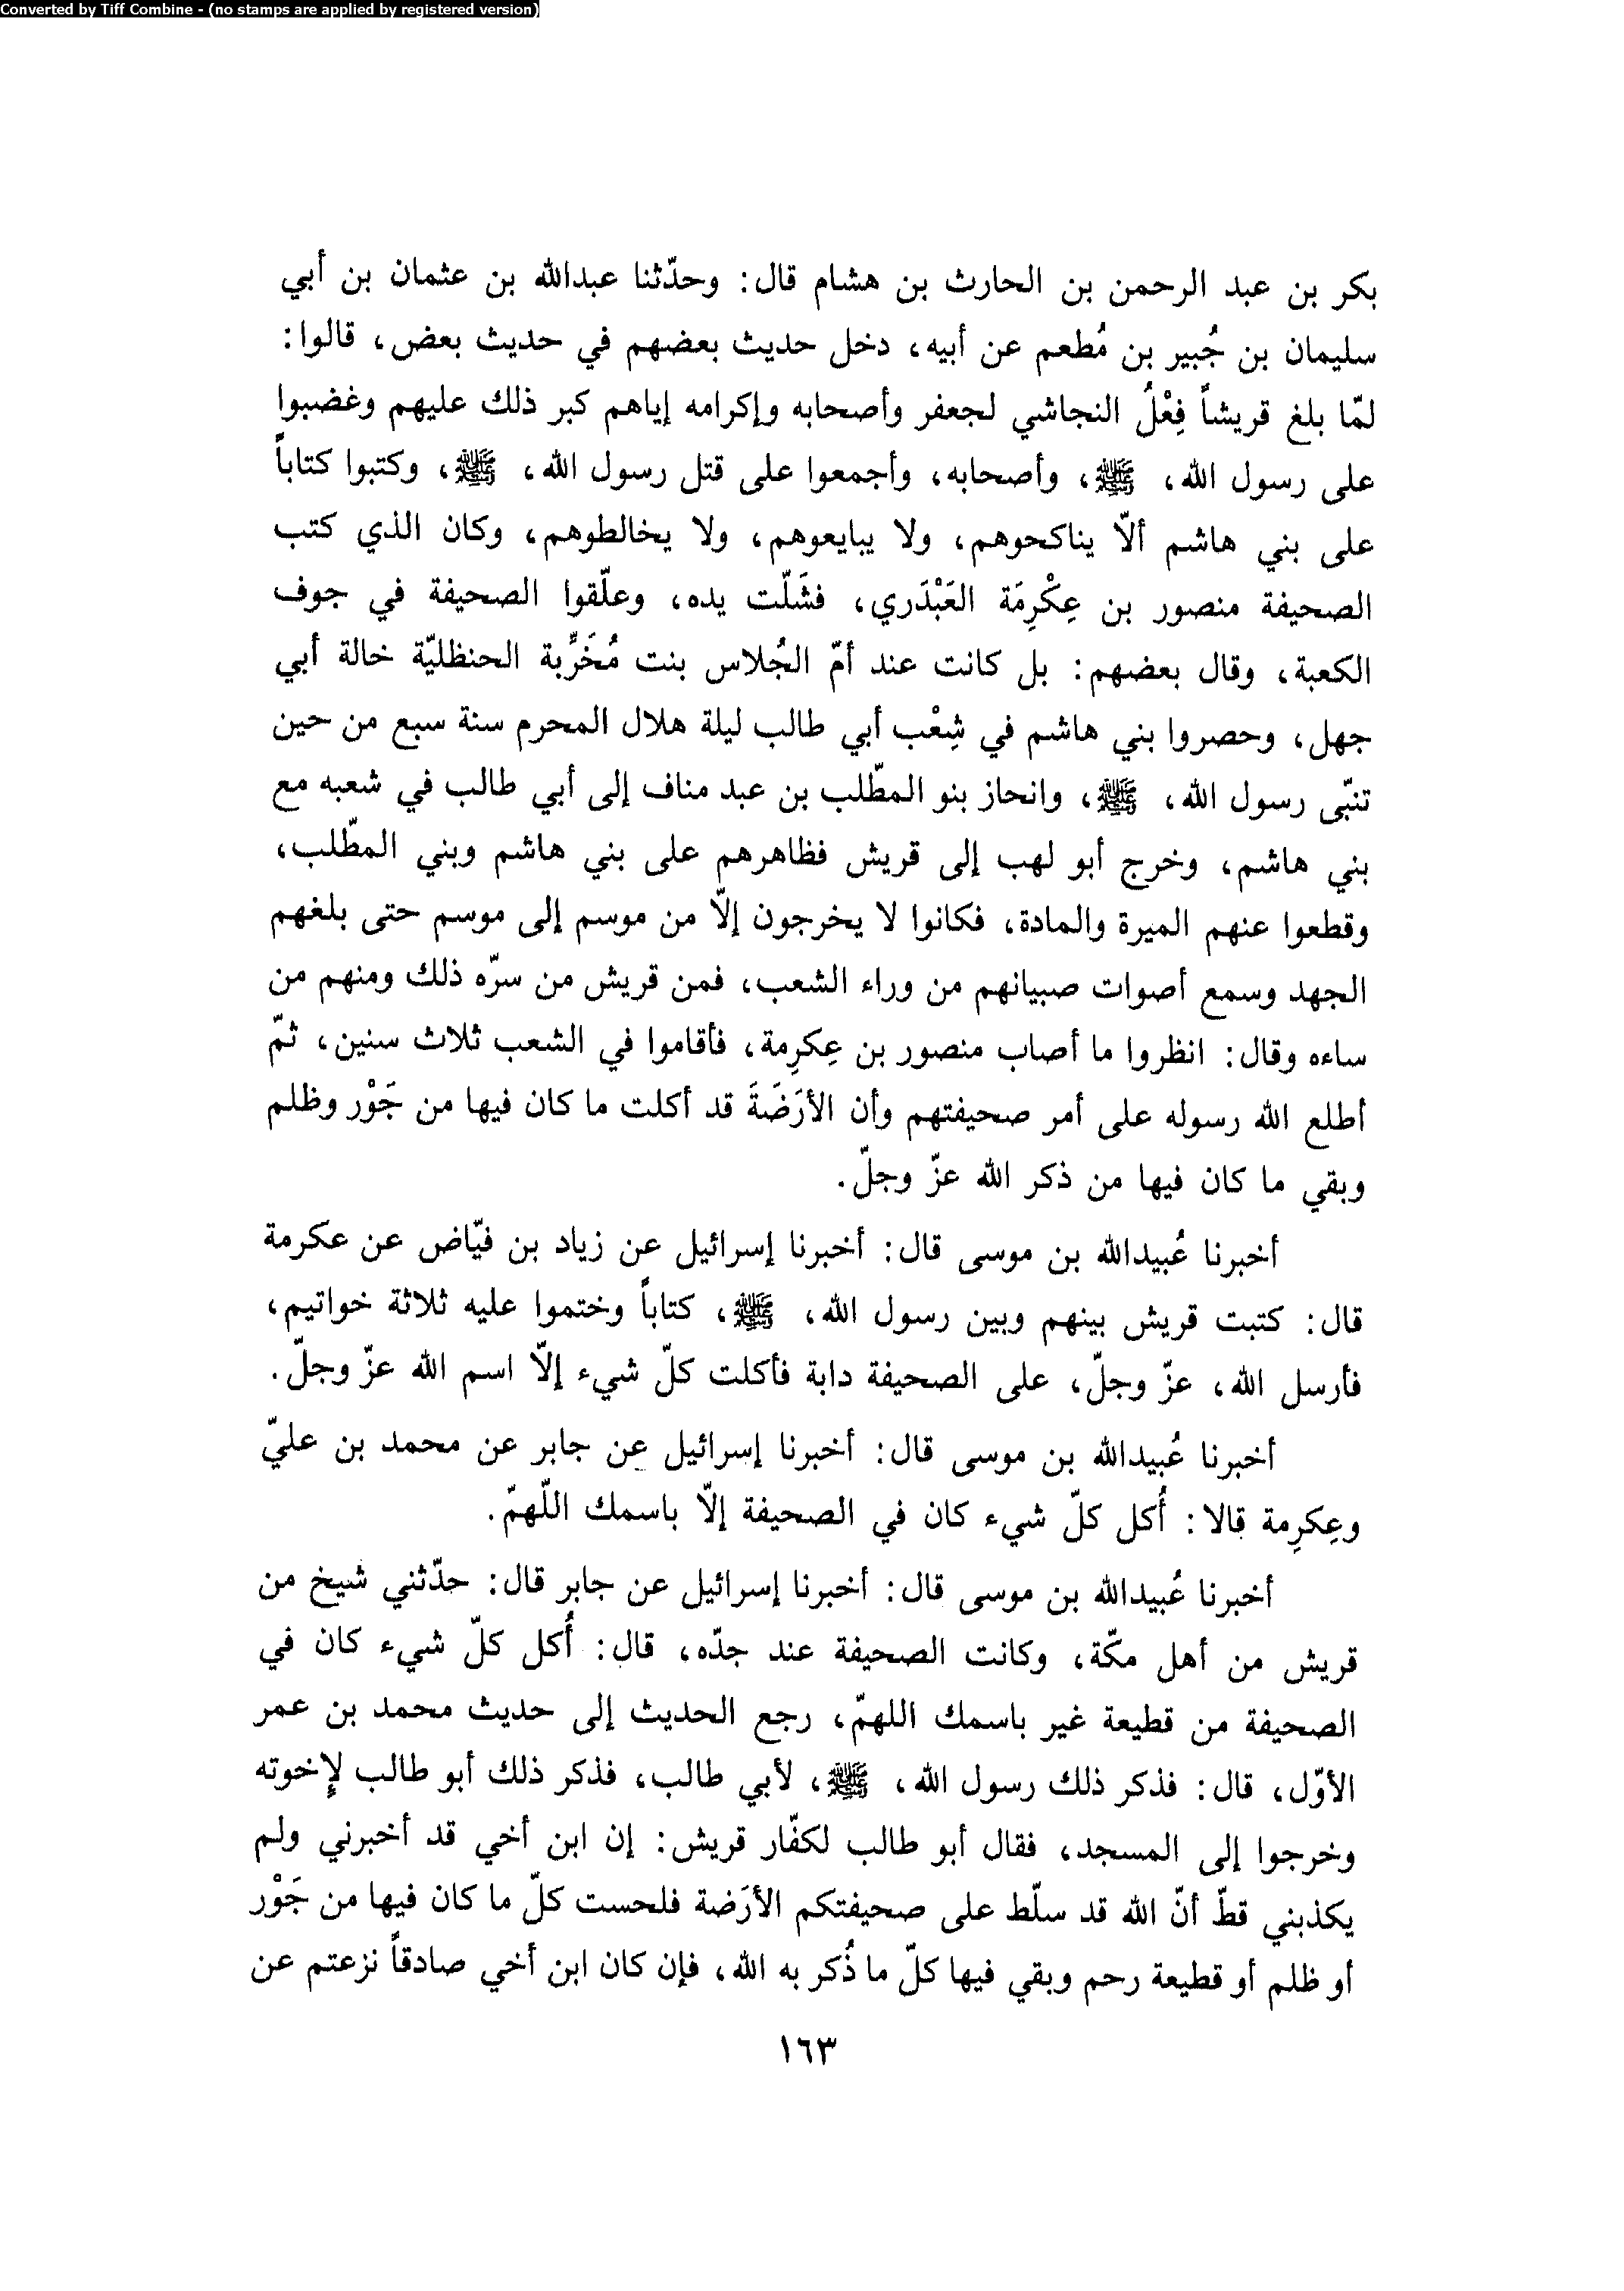 Converted by Tiff Combine - (no stamps are applied by registered version)
بكر بن عبد الرحمن بن الحارث بن هشام قال: وحدّثنا عبدالله بن عثمان بن أبي
سليمان بن جُبير بن مُطعم عن أبيه، دخل حديث بعضهم في حديث بعض، قالوا:
لمّا بلغ قريشاً فِعْلُ النجاشي لجعفر وأصحابه وإكرامه إياهم كبر ذلك عليهم وغضبوا
على رسول الله، ﷺ، وأصحابه، وأجمعوا على قتل رسول الله، ﷺ، وكتبوا كتاباً
على بني هاشم ألاّ يناكحوهم، ولا يبايعوهم، ولا يخالطوهم، وكان الذي كتب
الصحيفة منصور بن عِكْرِمَة العَبْدَري، فشَلّت يده، وعلّقوا الصحيفة في جوف
الكعبة، وقال بعضهم: بل كانت عند أمّ الجُلاس بنت مُخَرِّبة الحنظليّة خالة أبي
جهل، وحصروا بني هاشم في شِعْب أبي طالب ليلة هلال المحرم سنة سبع من حين
تنبّى رسول الله، ﷺ، وانحاز بنو المطّلب بن عبد مناف إلى أبي طالب في شعبه مع
بني هاشم، وخرج أبو لهب إلى قريش فظاهرهم على بني هاشم وبني المطّلب،
وقطعوا عنهم الميرة والمادة، فكانوا لا يخرجون إلاّ من موسم إلى موسم حتى بلغهم
الجهد وسمع أصوات صبيانهم من وراء الشعب، فمن قريش من سرّه ذلك ومنهم من
ساءه وقال: انظروا ما أصاب منصور بن عِكرِمة، فأقاموا في الشعب ثلاث سنين، ثمّ
أطلع الله رسوله على أمر صحيفتهم وأن الأرَضَةَ قد أكلت ما كان فيها من جَوْر وظلم
وبقي ما كان فيها من ذكر الله عزّ وجلّ.
أخبرنا عُبيدالله بن موسى قال: أخبرنا إسرائيل عن زياد بن فيّاض عن عكرمة
قال: كتبت قريش بينهم وبين رسول الله، ﷺ، كتاباً وختموا عليه ثلاثة خواتيم،
فأرسل الله، عزّ وجلّ، على الصحيفة دابة فأكلت كلّ شيء إلاّ اسم الله عزّ وجلّ.
أخبرنا عُبيدالله بن موسى قال: أخبرنا إسرائيل عن جابر عن محمد بن عليّ
وعِكرِمة قالا: أُكل كلّ شيء كان في الصحيفة إلاّ باسمك اللّهمّ.
أخبرنا عُبيدالله بن موسى قال: أخبرنا إسرائيل عن جابر قال: حدّثني شيخ من
قريش من أهل مكّة، وكانت الصحيفة عند جدّه، قال: أُكل كلّ شيء كان في
الصحيفة من قطيعة غير باسمك اللهمّ، رجع الحديث إلى حديث محمد بن عمر
الأوّل، قال: فذكر ذلك رسول الله، ﷺ، لأبي طالب، فذكر ذلك أبو طالب لإخوته
وخرجوا إلى المسجد، فقال أبو طالب لكفّار قريش: إن ابن أخي قد أخبرني ولم
يكذبني قطّ أنّ الله قد سلّط على صحيفتكم الأرَضة فلحست كلّ ما كان فيها من جَوْر
أو ظلم أو قطيعة رحم وبقي فيها كلّ ما ذُكر به الله، فإن كان ابن أخي صادقاً نزعتم عن
١٦٣